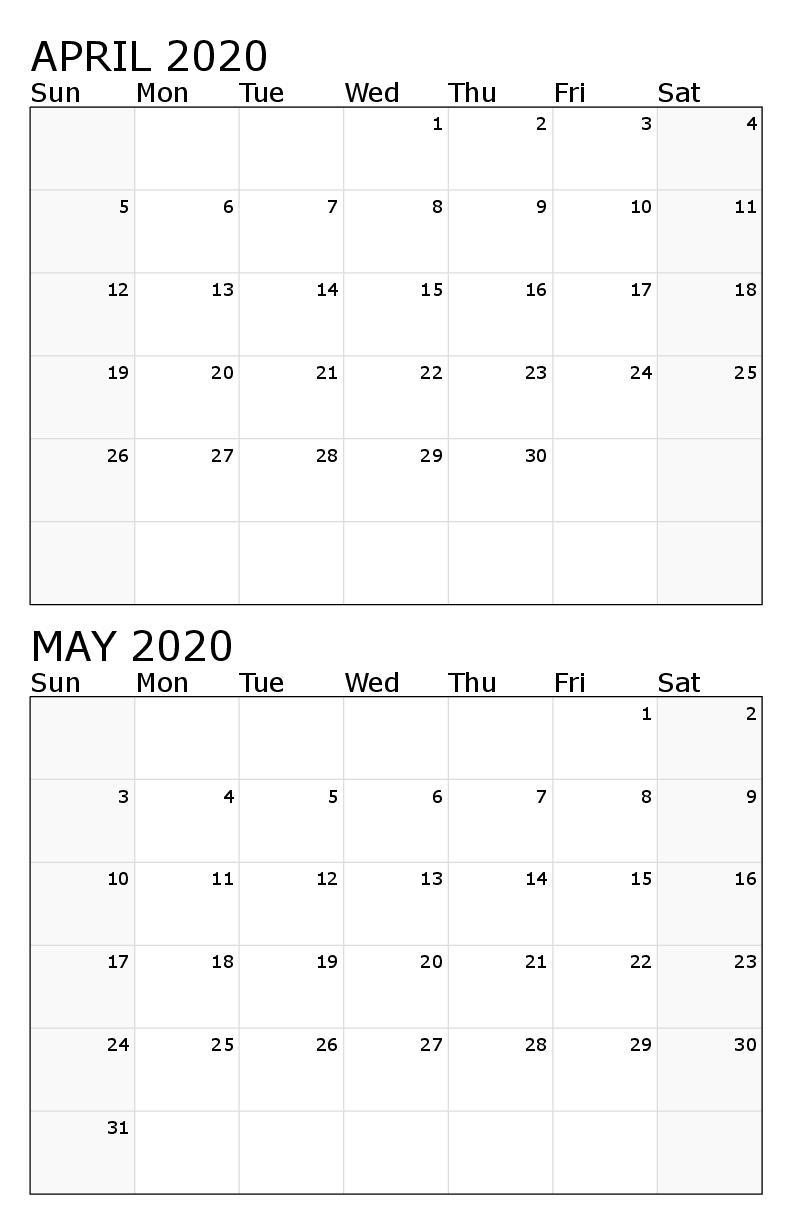 APRIL 2020
Sun Mon Tue Wed Thu Fri Sat
1 2 3 4
5 6 7 8 9 10 11
12 13 14 15 16 17 18
19 20 21 22 23 24 25
26 27 28 29 30
MAY 2020
Sun Mon Tue Wed Thu Fri Sat
1 2
3 4 5 6 7 8 9
10 11 12 13 14 15 16
17 18 19 20 21 22 23
24 25 26 27 28 29 30
31